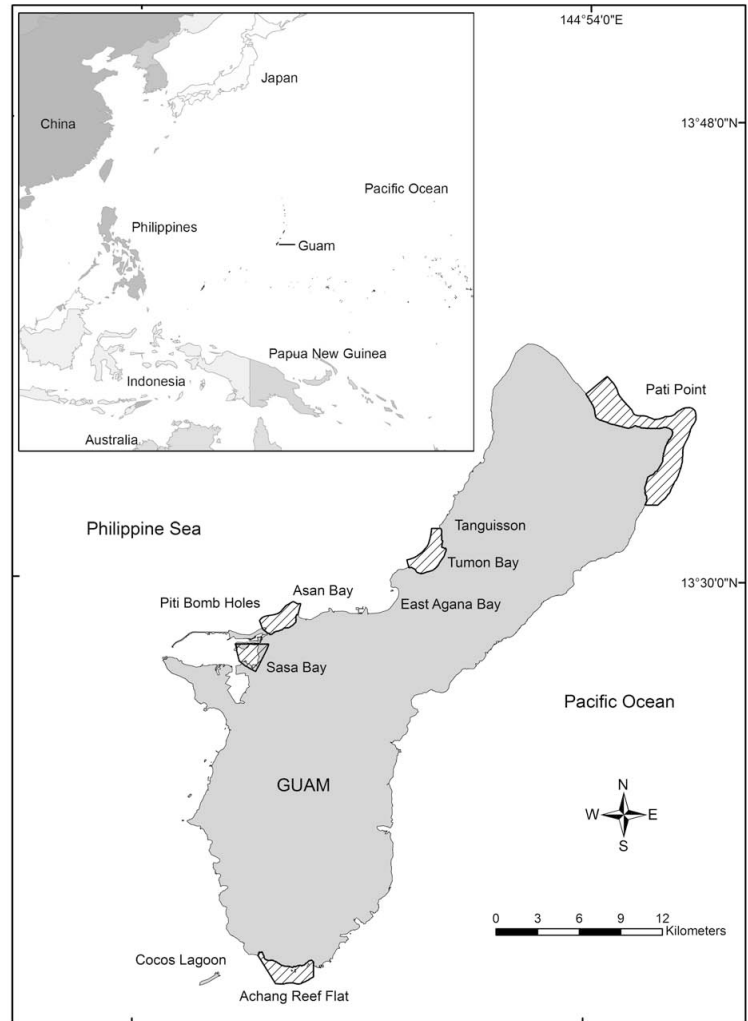 144°54'0"E
Japan
13°48'0"N
China
Pacific Ocean
Philippines
Guam
Papua New Guinea
Indonesia
Pati Point
Australia
Philippine Sea
Tanguisson
Tumon Bay
13°30'0"N
Asan Bay
Piti Bomb Holes
East Agana Bay
Sasa Bay
Pacific Ocean
GUAM
N
W E
S
0 3 6 9 12
Kilometers
Cocos Lagoon
Achang Reef Flat